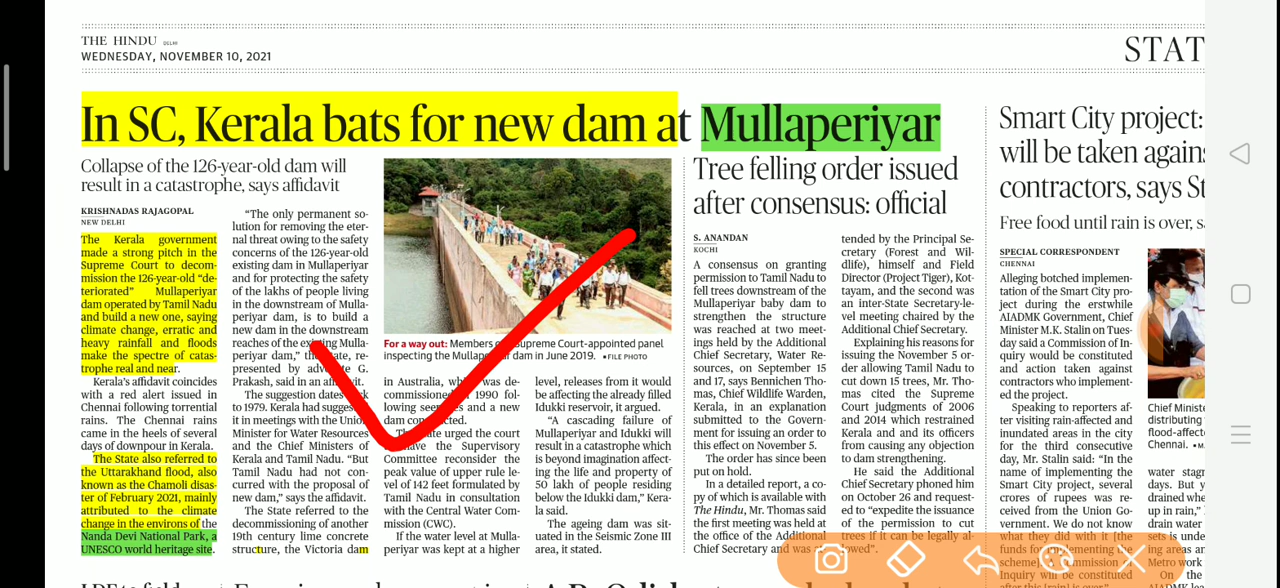 THE HINDU
DELHI
WEDNESDAY, NOVEMBER 10, 2021
STAT
In SC, Kerala bats for new dam at Mullaperiyar
Collapse of the 126-year-old dam will
result in a catastrophe, says affidavit
KRISHNADAS RAJAGOPAL
NEW DELHI
The Kerala government
made a strong pitch in the
Supreme Court to decom-
mission the 126-year-old “de-
teriorated” Mullaperiyar
dam operated by Tamil Nadu
and build a new one, saying
climate change, erratic and
heavy rainfall and floods
make the spectre of catas-
trophe real and near.
Kerala’s affidavit coincides
with a red alert issued in
Chennai following torrential
rains. The Chennai rains
came in the heels of several
days of downpour in Kerala.
The State also referred to
the Uttarakhand flood, also
known as the Chamoli disas-
ter of February 2021, mainly
attributed to the climate
change in the environs of the
Nanda Devi National Park, a
UNESCO world heritage site.
“The only permanent so-
lution for removing the eter-
nal threat owing to the safety
concerns of the 126-year-old
existing dam in Mullaperiyar
and for protecting the safety
of the lakhs of people living
in the downstream of Mulla-
periyar dam, is to build a
new dam in the downstream
reaches of the existing Mulla-
periyar dam,” the State, re-
presented by advocate G.
Prakash, said in an affidavit.
The suggestion dates back
to 1979. Kerala had suggested
it in meetings with the Union
Minister for Water Resources
and the Chief Ministers of
Kerala and Tamil Nadu. “But
Tamil Nadu had not con-
curred with the proposal of
new dam,” says the affidavit.
The State referred to the
decommissioning of another
19th century lime concrete
structure, the Victoria dam
For a way out: Members of Supreme Court-appointed panel
inspecting the Mullaperiyar dam in June 2019. ▪FILE PHOTO
in Australia, which was de-
commissioned in 1990 fol-
lowing seepages and a new
dam constructed.
The State urged the court
to have the Supervisory
Committee reconsider the
peak value of upper rule le-
vel of 142 feet formulated by
Tamil Nadu in consultation
with the Central Water Com-
mission (CWC).
If the water level at Mulla-
periyar was kept at a higher
level, releases from it would
be affecting the already filled
Idukki reservoir, it argued.
“A cascading failure of
Mullaperiyar and Idukki will
result in a catastrophe which
is beyond imagination affect-
ing the life and property of
50 lakh of people residing
below the Idukki dam,” Kera-
la said.
The ageing dam was sit-
uated in the Seismic Zone III
area, it stated.
Tree felling order issued
after consensus: official
S. ANANDAN
KOCHI
A consensus on granting
permission to Tamil Nadu to
fell trees downstream of the
Mullaperiyar baby dam to
strengthen the structure
was reached at two meet-
ings held by the Additional
Chief Secretary, Water Re-
sources, on September 15
and 17, says Bennichen Tho-
mas, Chief Wildlife Warden,
Kerala, in an explanation
submitted to the Govern-
ment for issuing an order to
this effect on November 5.
The order has since been
put on hold.
In a detailed report, a co-
py of which is available with
The Hindu, Mr. Thomas said
the first meeting was held at
the office of the Additional
Chief Secretary and was at-
tended by the Principal Se-
cretary (Forest and Wil-
dlife), himself and Field
Director (Project Tiger), Kot-
tayam, and the second was
an inter-State Secretary-le-
vel meeting chaired by the
Additional Chief Secretary.
Explaining his reasons for
issuing the November 5 or-
der allowing Tamil Nadu to
cut down 15 trees, Mr. Tho-
mas cited the Supreme
Court judgments of 2006
and 2014 which restrained
Kerala and and its officers
from causing any objection
to dam strengthening.
He said the Additional
Chief Secretary phoned him
on October 26 and request-
ed to “expedite the issuance
of the permission to cut
trees if it can be legally al-
lowed”.
Smart City project:
will be taken agains
contractors, says St
Free food until rain is over, s
SPECIAL CORRESPONDENT
CHENNAI
Alleging botched implemen-
tation of the Smart City pro-
ject during the erstwhile
AIADMK Government, Chief
Minister M.K. Stalin on Tues-
day said a Commission of In-
quiry would be constituted
and action taken against
contractors who implement-
ed the project.
Speaking to reporters af-
ter visiting rain-affected and
inundated areas in the city
for the third consecutive
day, Mr. Stalin said: “In the
name of implementing the
Smart City project, several
crores of rupees was re-
ceived from the Union Go-
vernment. We do not know
what they did with it [the
funds for implementing the
scheme]. A Commission of
Inquiry will be constituted
after this [rain is over].
Chief Ministe
distributing
flood-affecte
Chennai.
water stagr
days. But y
drained whe
up in rain,”
drain water
sets is unde
ing areas an
Metro work
On the